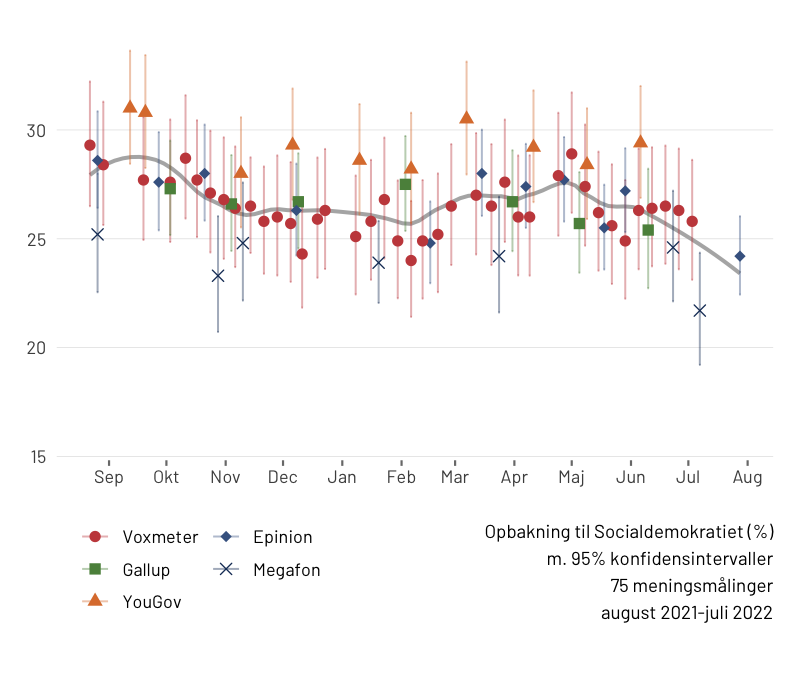 30
25
20
15
Sep Okt Nov Dec Jan Feb Mar Apr Maj Jun Jul Aug
Voxmeter Epinion
Gallup Megafon
YouGov
Opbakning til Socialdemokratiet (%)
m. 95% konfidensintervaller
75 meningsmålinger
august 2021-juli 2022